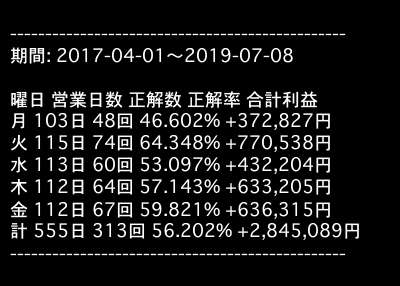 ------------------------------------------------
期間: 2017-04-01〜2019-07-08
曜日 営業日数 正解数 正解率 合計利益
月 103日 48回 46.602% +372,827円
火 115日 74回 64.348% +770,538円
水 113日 60回 53.097% +432,204円
木 112日 64回 57.143% +633,205円
金 112日 67回 59.821% +636,315円
計 555日 313回 56.202% +2,845,089円
------------------------------------------------